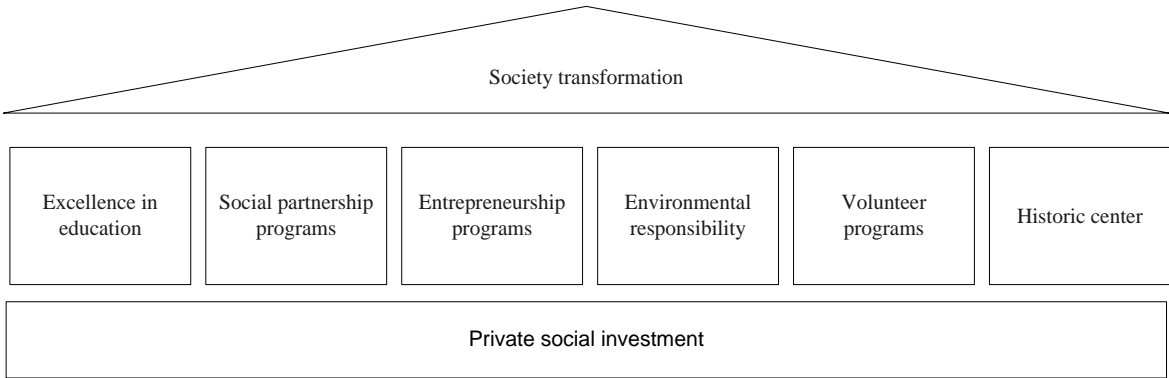 Society transformation
Excellence in
education
Social partnership
programs
Entrepreneurship
programs
Environmental
responsibility
Volunteer
programs
Historic center
Private social investment